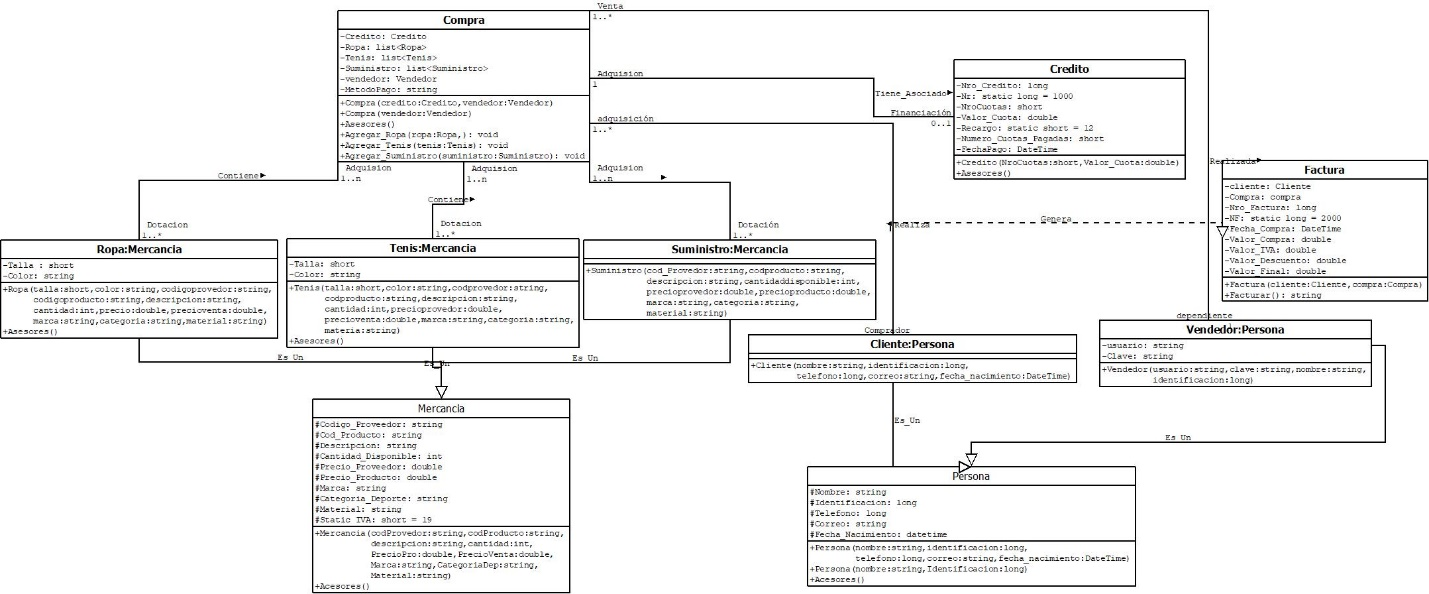 Venta
1..*
Compra
-Credito: Credito
-Ropa: list<Ropa>
-Tenis: list<Tenis>
-Suministro: list<Suministro>
-vendedor: Vendedor
-MetodoPago: string
+Compra(credito:Credito,vendedor:Vendedor)
+Compra(vendedor:Vendedor)
+Asesores()
+Agregar_Ropa(ropa:Ropa,): void
+Agregar_Tenis(tenis:Tenis): void
+Agregar_Suministro(suministro:Suministro): void
Adquision
1
Tiene_Asociado
Financiación
0..1
adquisición
1..*
Credito
-Nro_Credito: long
-Nr: static long = 1000
-NroCuotas: short
-Valor_Cuota: double
-Recargo: static short = 12
-Numero_Cuotas_Pagadas: short
-FechaPago: DateTime
+Credito(NroCuotas:short,Valor_Cuota:double)
+Asesores()
Adquision
1..n
Adquision
1..n
Adquision
1..n
Contiene
Contiene
Realizada
Factura
-cliente: Cliente
-Compra: compra
-Nro_Factura: long
-NF: static long = 2000
-Fecha_Compra: DateTime
-Valor_Compra: double
-Valor_IVA: double
-Valor_Descuento: double
-Valor_Final: double
+Factura(cliente:Cliente,compra:Compra)
+Facturar(): string
Genera
Realiza
Dotacion
1..*
Dotacion
1..*
Dotación
1..*
Ropa:Mercancia
-Talla : short
-Color: string
+Ropa(talla:short,color:string,codigoprovedor:string,
codigoproducto:string,descripcion:string,
cantidad:int,precio:double,precioventa:double,
marca:string,categoria:string,material:string)
+Asesores()
Tenis:Mercancia
-Talla: short
-Color: string
+Tenis(talla:short,color:string,codprovedor:string,
codproducto:string,descripcion:string,
cantidad:int,precioprovedor:double,
precioventa:double,marca:string,categoria:string,
materia:string)
+Asesores()
Suministro:Mercancia
+Suministro(cod_Provedor:string,codproducto:string,
descripcion:string,cantidaddisponible:int,
precioprovedor:double,precioproducto:double,
marca:string,categoria:string,
material:string)
Comprador
Cliente:Persona
+Cliente(nombre:string,identificacion:long,
telefono:long,correo:string,fecha_nacimiento:DateTime)
dependiente
1
Vendedor:Persona
-usuario: string
-Clave: string
+Vendedor(usuario:string,clave:string,nombre:string,
identificacion:long)
Es_Un
Es_Un
Es_Un
Es_Un
Es_Un
Mercancia
#Codigo_Proveedor: string
#Cod_Producto: string
#Descripcion: string
#Cantidad_Disponible: int
#Precio_Proveedor: double
#Precio_Producto: double
#Marca: string
#Categoria_Deporte: string
#Material: string
#Static IVA: short = 19
+Mercancia(codProvedor:string,codProducto:string,
descripcion:string,cantidad:int,
PrecioPro:double,PrecioVenta:double,
Marca:string,CategoriaDep:string,
Material:string)
+Acesores()
Persona
#Nombre: string
#Identificacion: long
#Telefono: long
#Correo: string
#Fecha_Nacimiento: datetime
+Persona(nombre:string,identificacion:long,
telefono:long,correo:string,fecha_nacimiento:DateTime)
+Persona(nombre:string,Identificacion:long)
+Acesores()